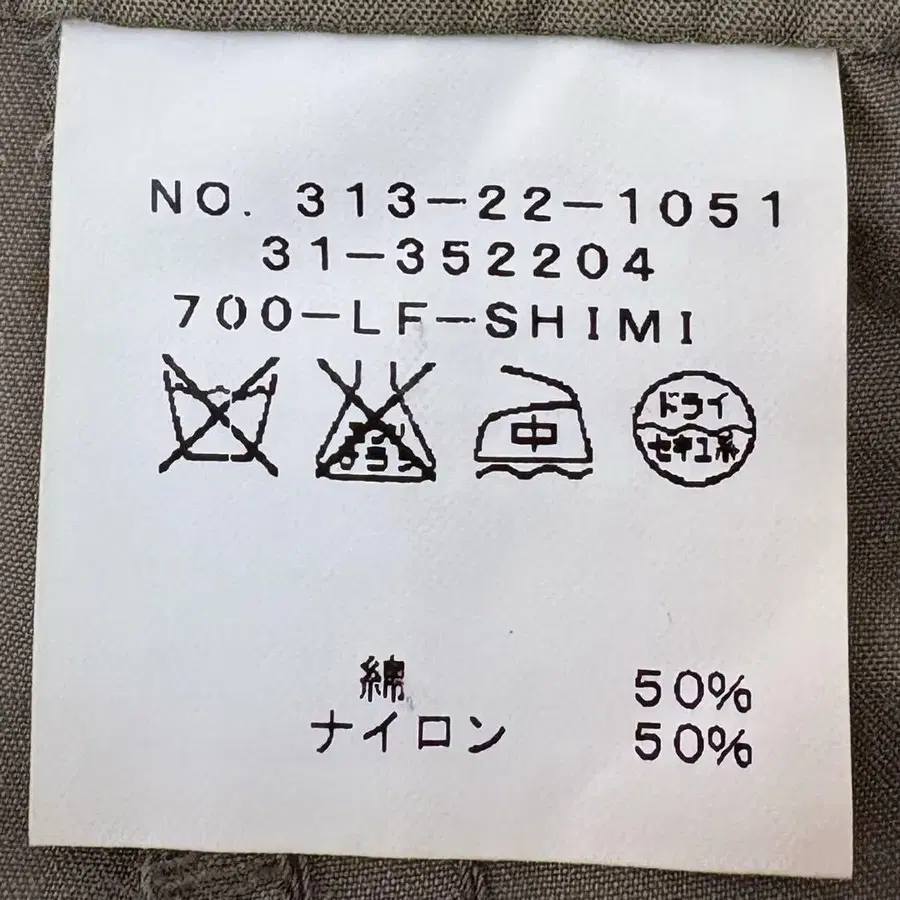 NO. 313-22-1051
31-352204
700-LF-SHIMI
中
ドライ
セキユ系
綿 50%
ナイロン 50%